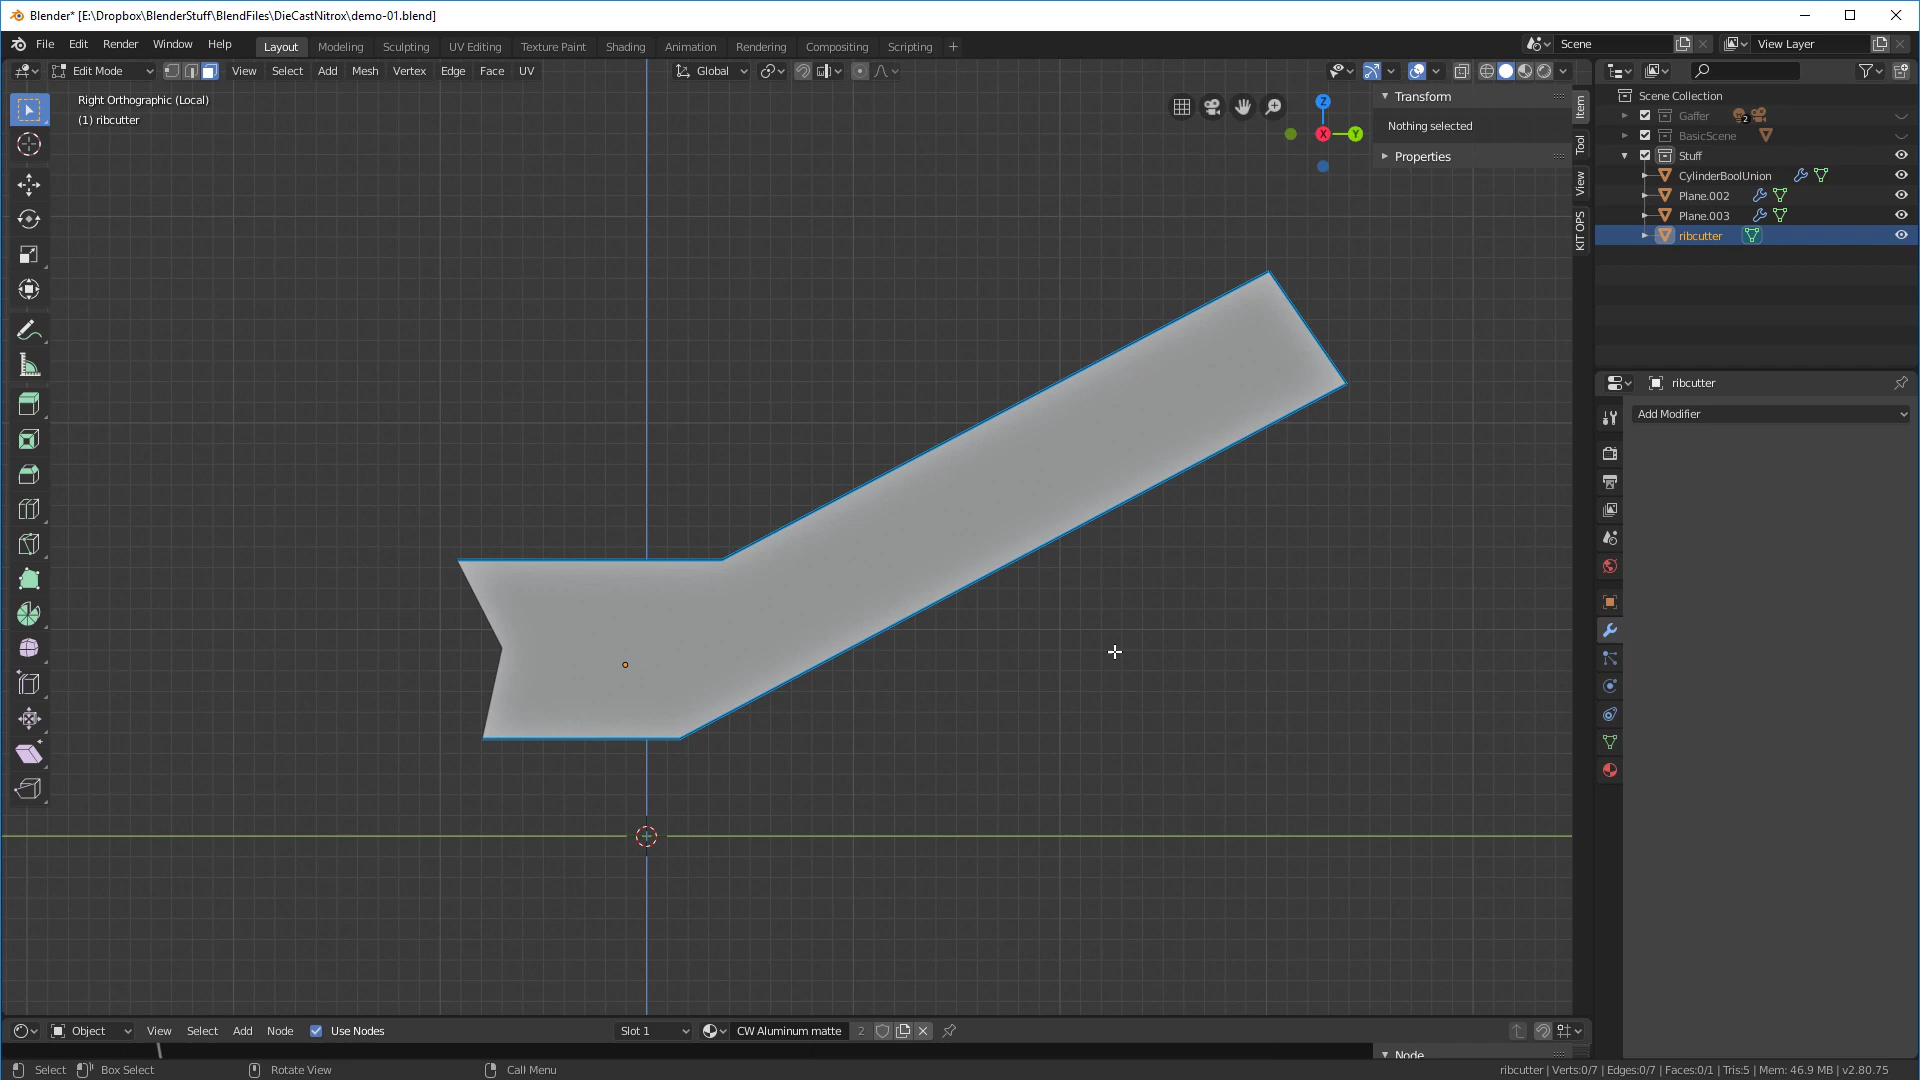 Blender* [E:\Dropbox\BlenderStuff\BlendFiles\DieCastNitrox\demo-01.blend]
File Edit Render Window Help Layout Modeling Sculpting UV Editing Texture Paint Shading Animation Rendering Compositing Scripting + Scene View Layer
Edit Mode View Select Add Mesh Vertex Edge Face UV Global
Right Orthographic (Local)
(1) ribcutter
Z
X
Y
Transform
Nothing selected
Properties
Item
Tool
View
KIT OPS
Scene Collection
Gaffer 2
BasicScene
Stuff
CylinderBoolUnion
Plane.002
Plane.003
ribcutter
ribcutter
Add Modifier
Object View Select Add Node Use Nodes Slot 1 CW Aluminum matte 2
Node
Select Box Select Rotate View Call Menu ribcutter | Verts:0/7 | Edges:0/7 | Faces:0/1 | Tris:5 | Mem: 46.9 MB | v2.80.75